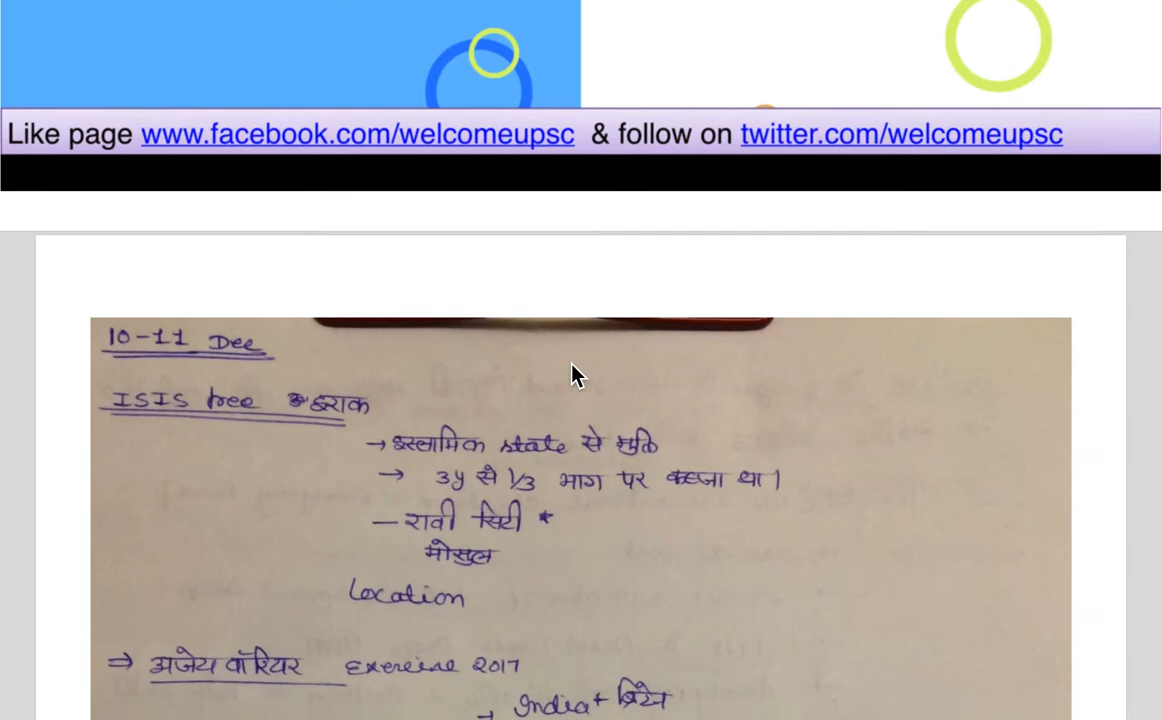 Like page www.facebook.com/welcomeupsc & follow on twitter.com/welcomeupsc
10-11 Dec
ISIS free इराक
→ इस्लामिक state से मुक्ति
→ 3y से 1/3 भाग पर कब्जा था।
- रावी सिटी *
मोसुल
Location
⇒ अजेय वॉरियर Exercise 2017
→ India + ब्रिटेन